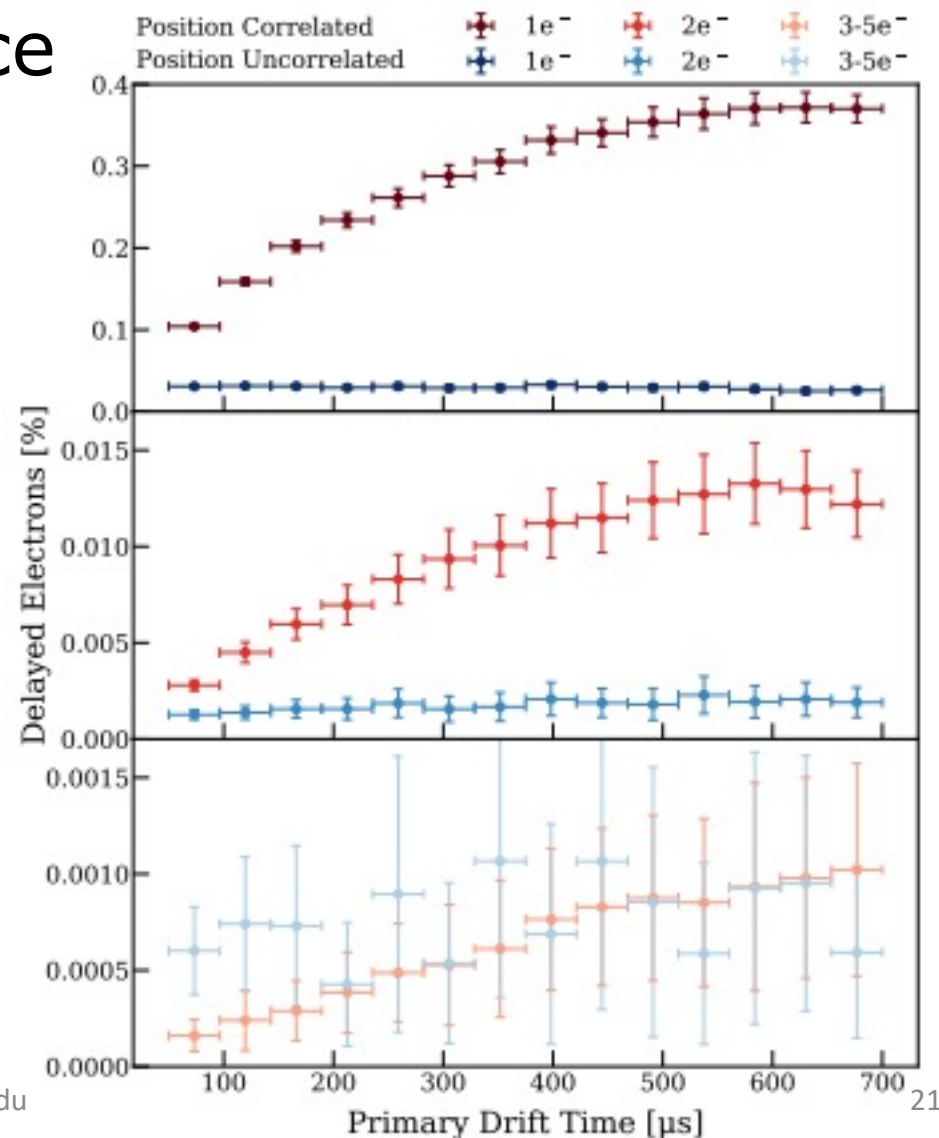 ce
Position Correlated 1e⁻ 2e⁻ 3-5e⁻
Position Uncorrelated 1e⁻ 2e⁻ 3-5e⁻
0.4
0.3
0.2
0.1
0.0
0.015
0.010
0.005
0.000
0.0015
0.0010
0.0005
0.0000
Delayed Electrons [%]
100 200 300 400 500 600 700
Primary Drift Time [μs]
du
21